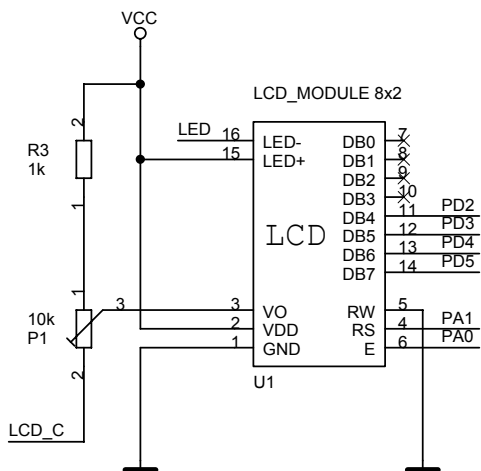 VCC
LCD_MODULE 8x2
2
R3
1k
1
LED
16
LED-
15
LED+
LCD
DB0
7
DB1
8
DB2
9
DB3
10
DB4
11
PD2
DB5
12
PD3
DB6
13
PD4
DB7
14
PD5
1
10k
P1
3
2
3
VO
2
VDD
1
GND
RW
5
RS
4
PA1
E
6
PA0
U1
LCD_C